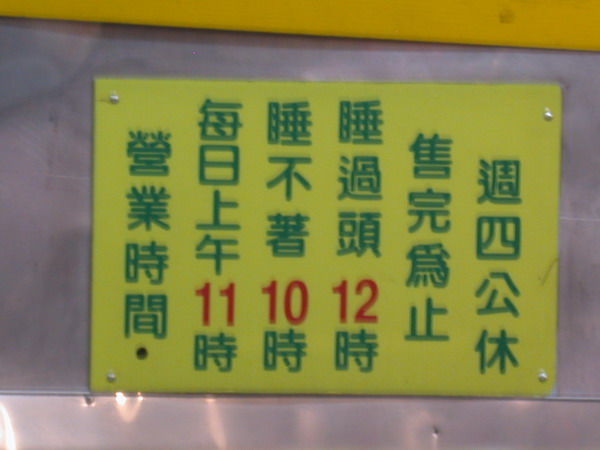 營業時間
每日上午11時
睡不著10時
睡過頭12時
售完為止
週四公休